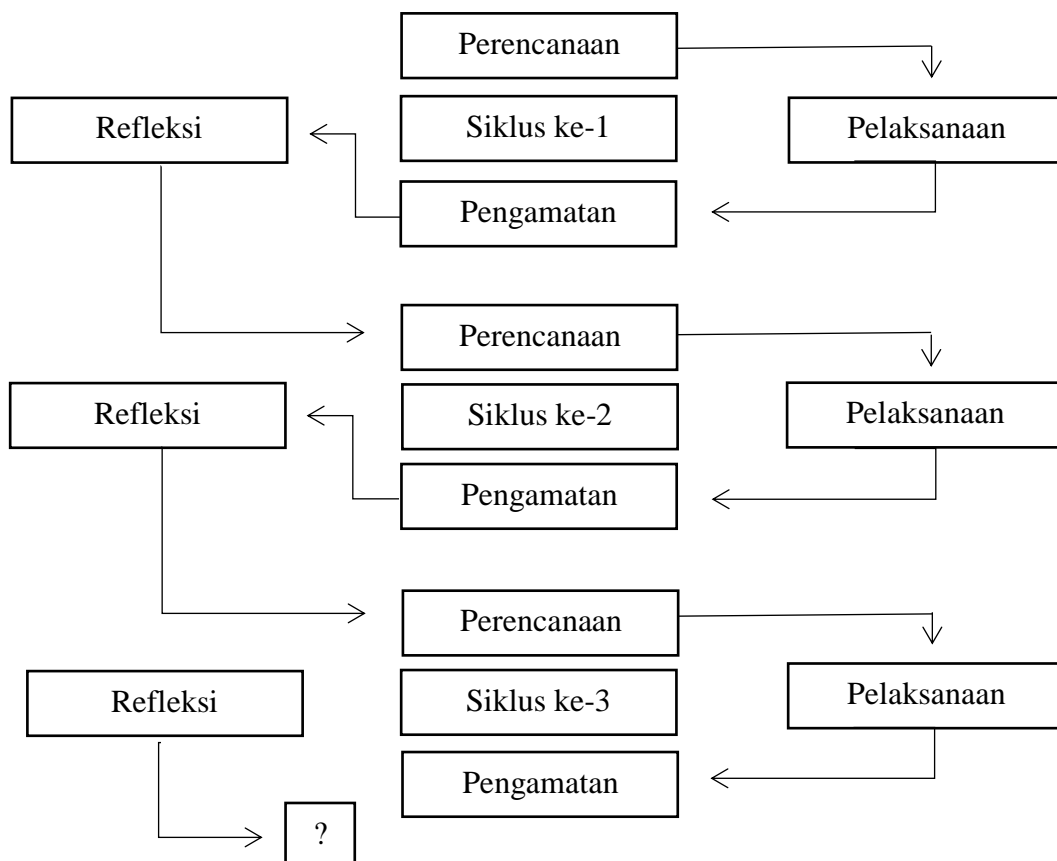 Perencanaan
Refleksi
Siklus ke-1
Pelaksanaan
Pengamatan
Perencanaan
Refleksi
Siklus ke-2
Pelaksanaan
Pengamatan
Perencanaan
Refleksi
Siklus ke-3
Pelaksanaan
Pengamatan
?